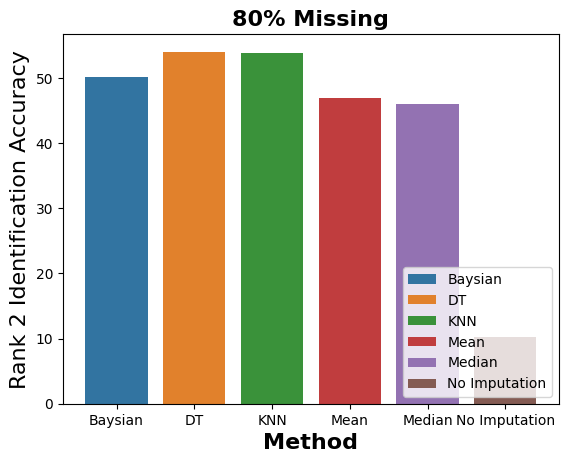 80% Missing
Rank 2 Identification Accuracy
50
40
30
20
10
0
Baysian
DT
KNN
Mean
Median
No Imputation
Baysian DT KNN Mean Median No Imputation
Method